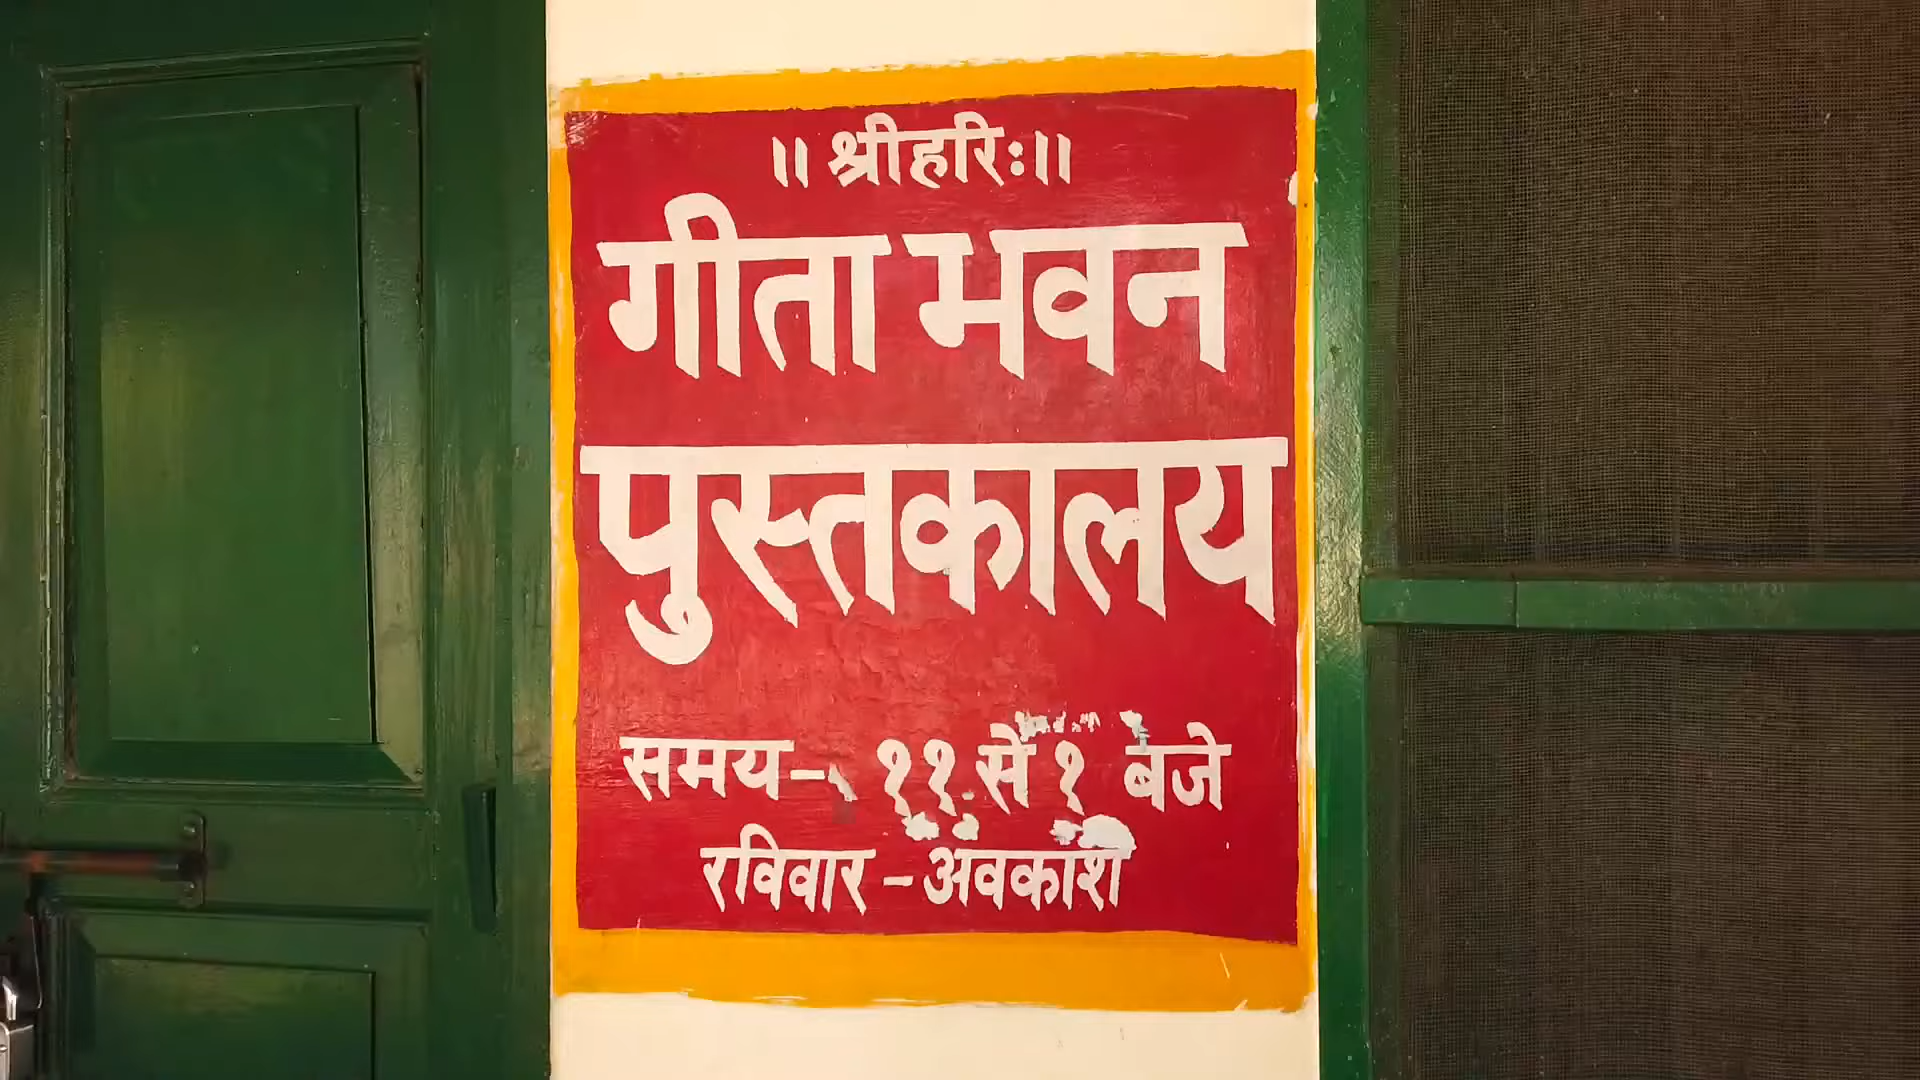 ॥ श्रीहरिः॥
गीता भवन
पुस्तकालय
समय- ११ से १ बजे
रविवार - अवकाश